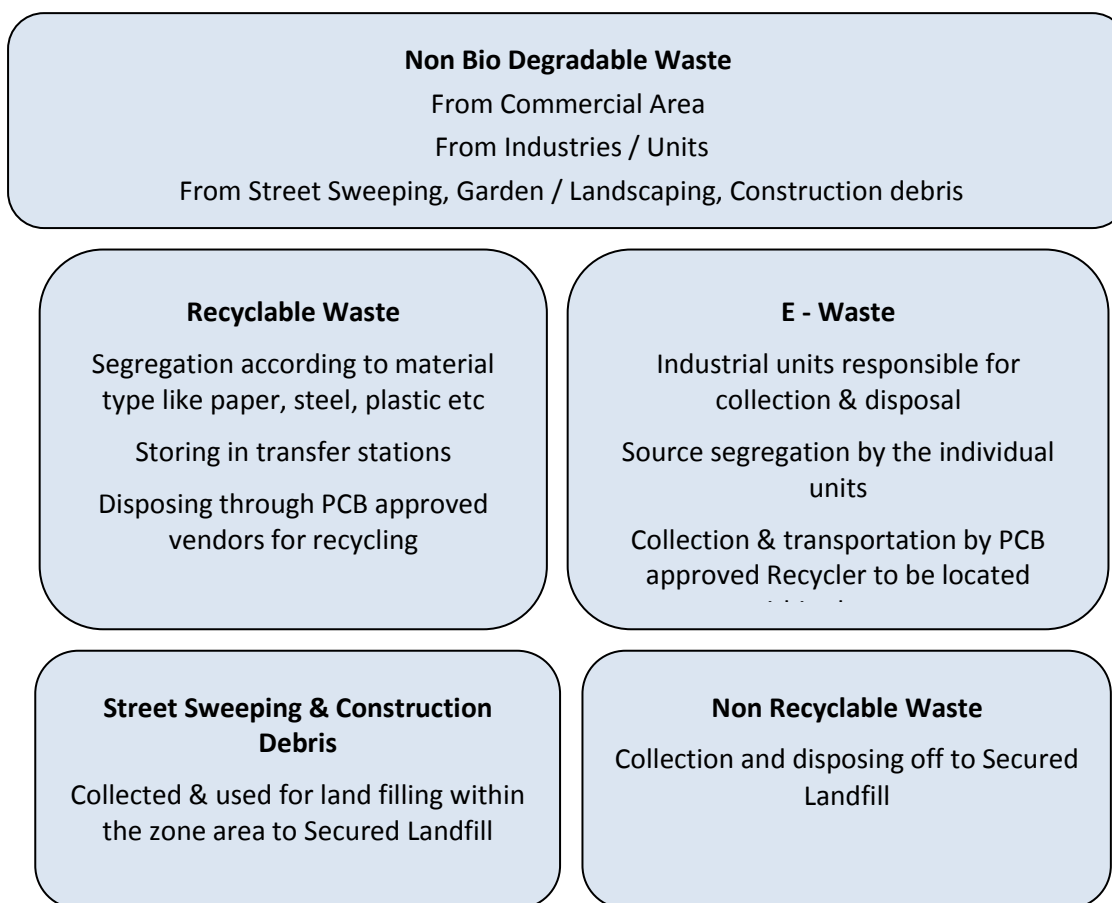 Non Bio Degradable Waste
From Commercial Area
From Industries / Units
From Street Sweeping, Garden / Landscaping, Construction debris
Recyclable Waste
Segregation according to material
type like paper, steel, plastic etc
Storing in transfer stations
Disposing through PCB approved
vendors for recycling
E - Waste
Industrial units responsible for
collection & disposal
Source segregation by the individual
units
Collection & transportation by PCB
approved Recycler to be located
Street Sweeping & Construction
Debris
Collected & used for land filling within
the zone area to Secured Landfill
Non Recyclable Waste
Collection and disposing off to Secured
Landfill